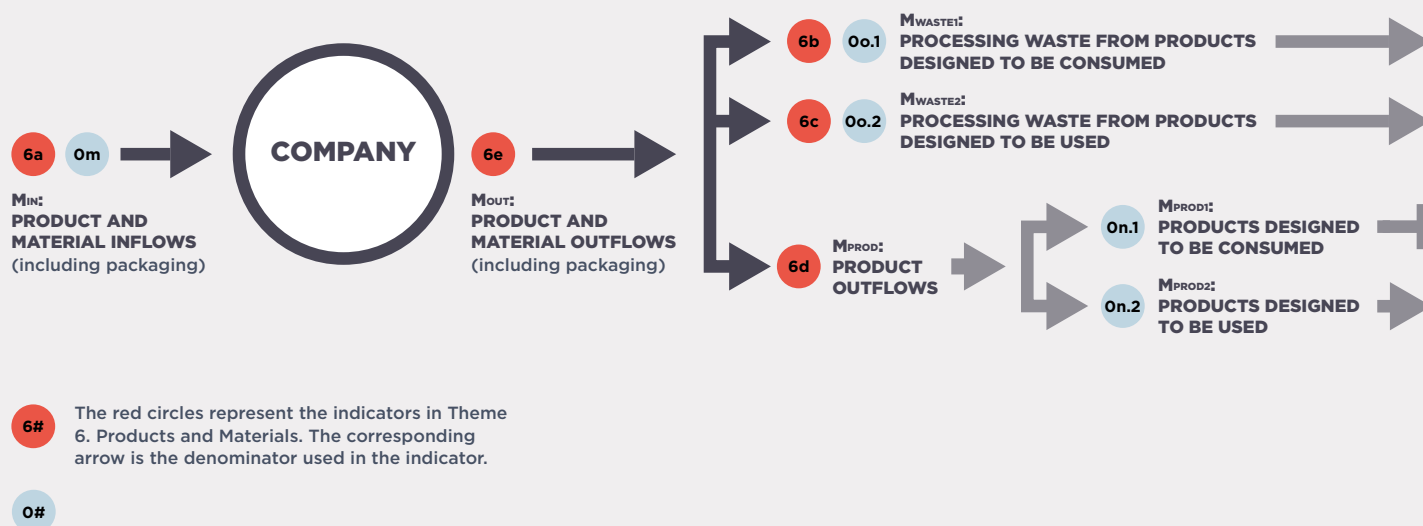 6a
0m
MIN:
PRODUCT AND
MATERIAL INFLOWS
(including packaging)
COMPANY
6e
MOUT:
PRODUCT AND
MATERIAL OUTFLOWS
(including packaging)
6b
0o.1
MWASTE1:
PROCESSING WASTE FROM PRODUCTS
DESIGNED TO BE CONSUMED
6c
0o.2
MWASTE2:
PROCESSING WASTE FROM PRODUCTS
DESIGNED TO BE USED
6d
MPROD:
PRODUCT
OUTFLOWS
0n.1
MPROD1:
PRODUCTS DESIGNED
TO BE CONSUMED
0n.2
MPROD2:
PRODUCTS DESIGNED
TO BE USED
6#
The red circles represent the indicators in Theme
6. Products and Materials. The corresponding
arrow is the denominator used in the indicator.
0#